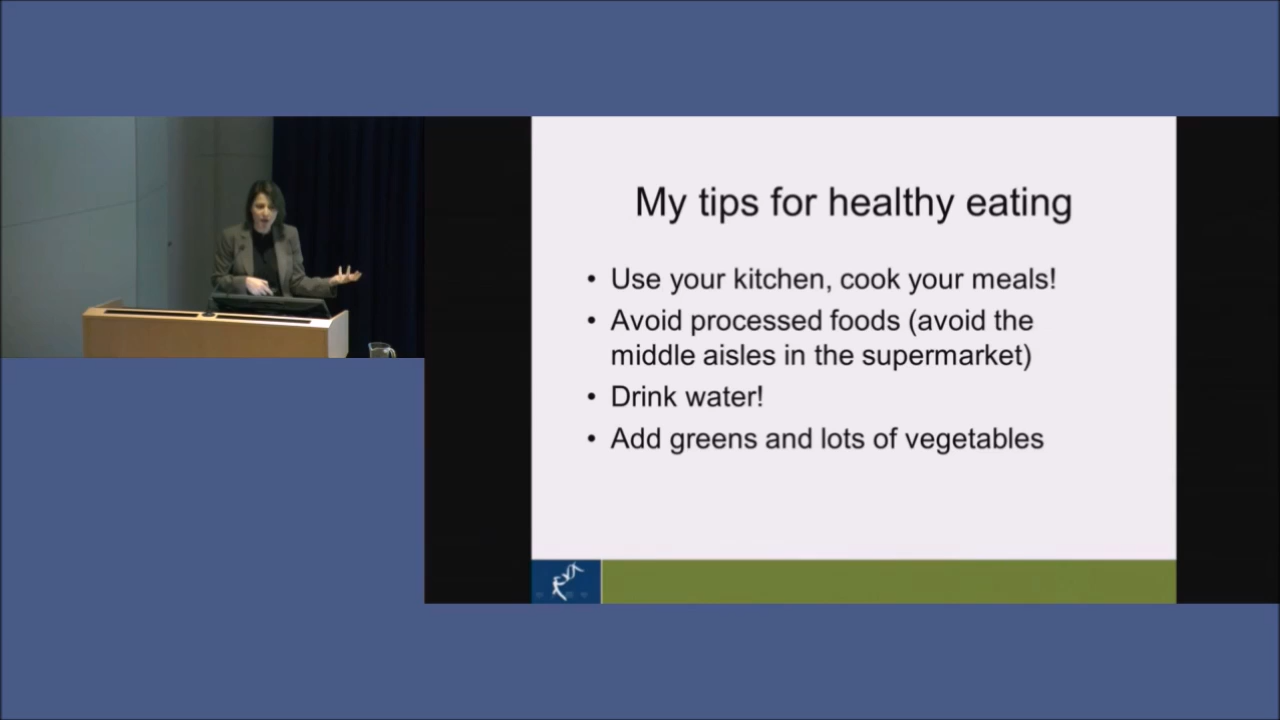 My tips for healthy eating
• Use your kitchen, cook your meals!
• Avoid processed foods (avoid the
middle aisles in the supermarket)
• Drink water!
• Add greens and lots of vegetables